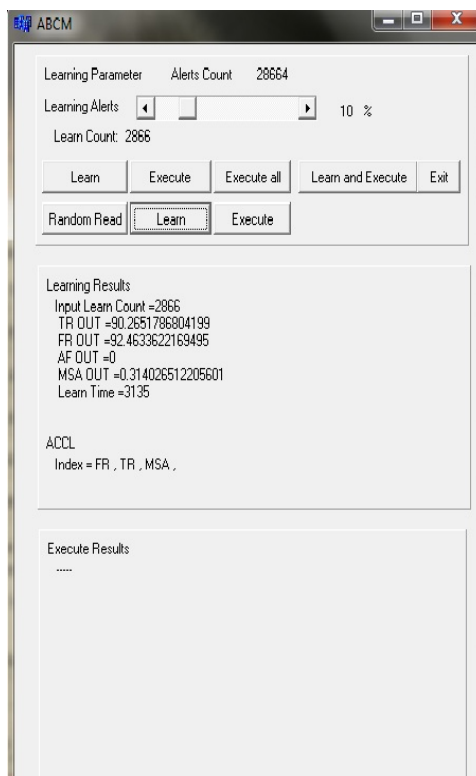 ABCM
Learning Parameter Alerts Count 28664
Learning Alerts 10 %
Learn Count: 2866
Learn Execute Execute all Learn and Execute Exit
Random Read Learn Execute
Learning Results
Input Learn Count =2866
TR OUT =90.2651786804199
FR OUT =92.4633622169495
AF OUT =0
MSA OUT =0.314026512205601
Learn Time =3135
ACCL
Index = FR , TR , MSA ,
Execute Results
-----